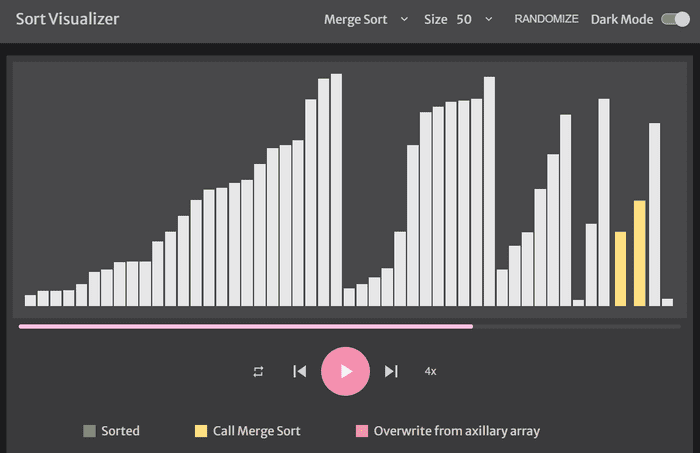 Sort Visualizer
Merge Sort Size 50 RANDOMIZE Dark Mode
4x
Sorted Call Merge Sort Overwrite from axillary array